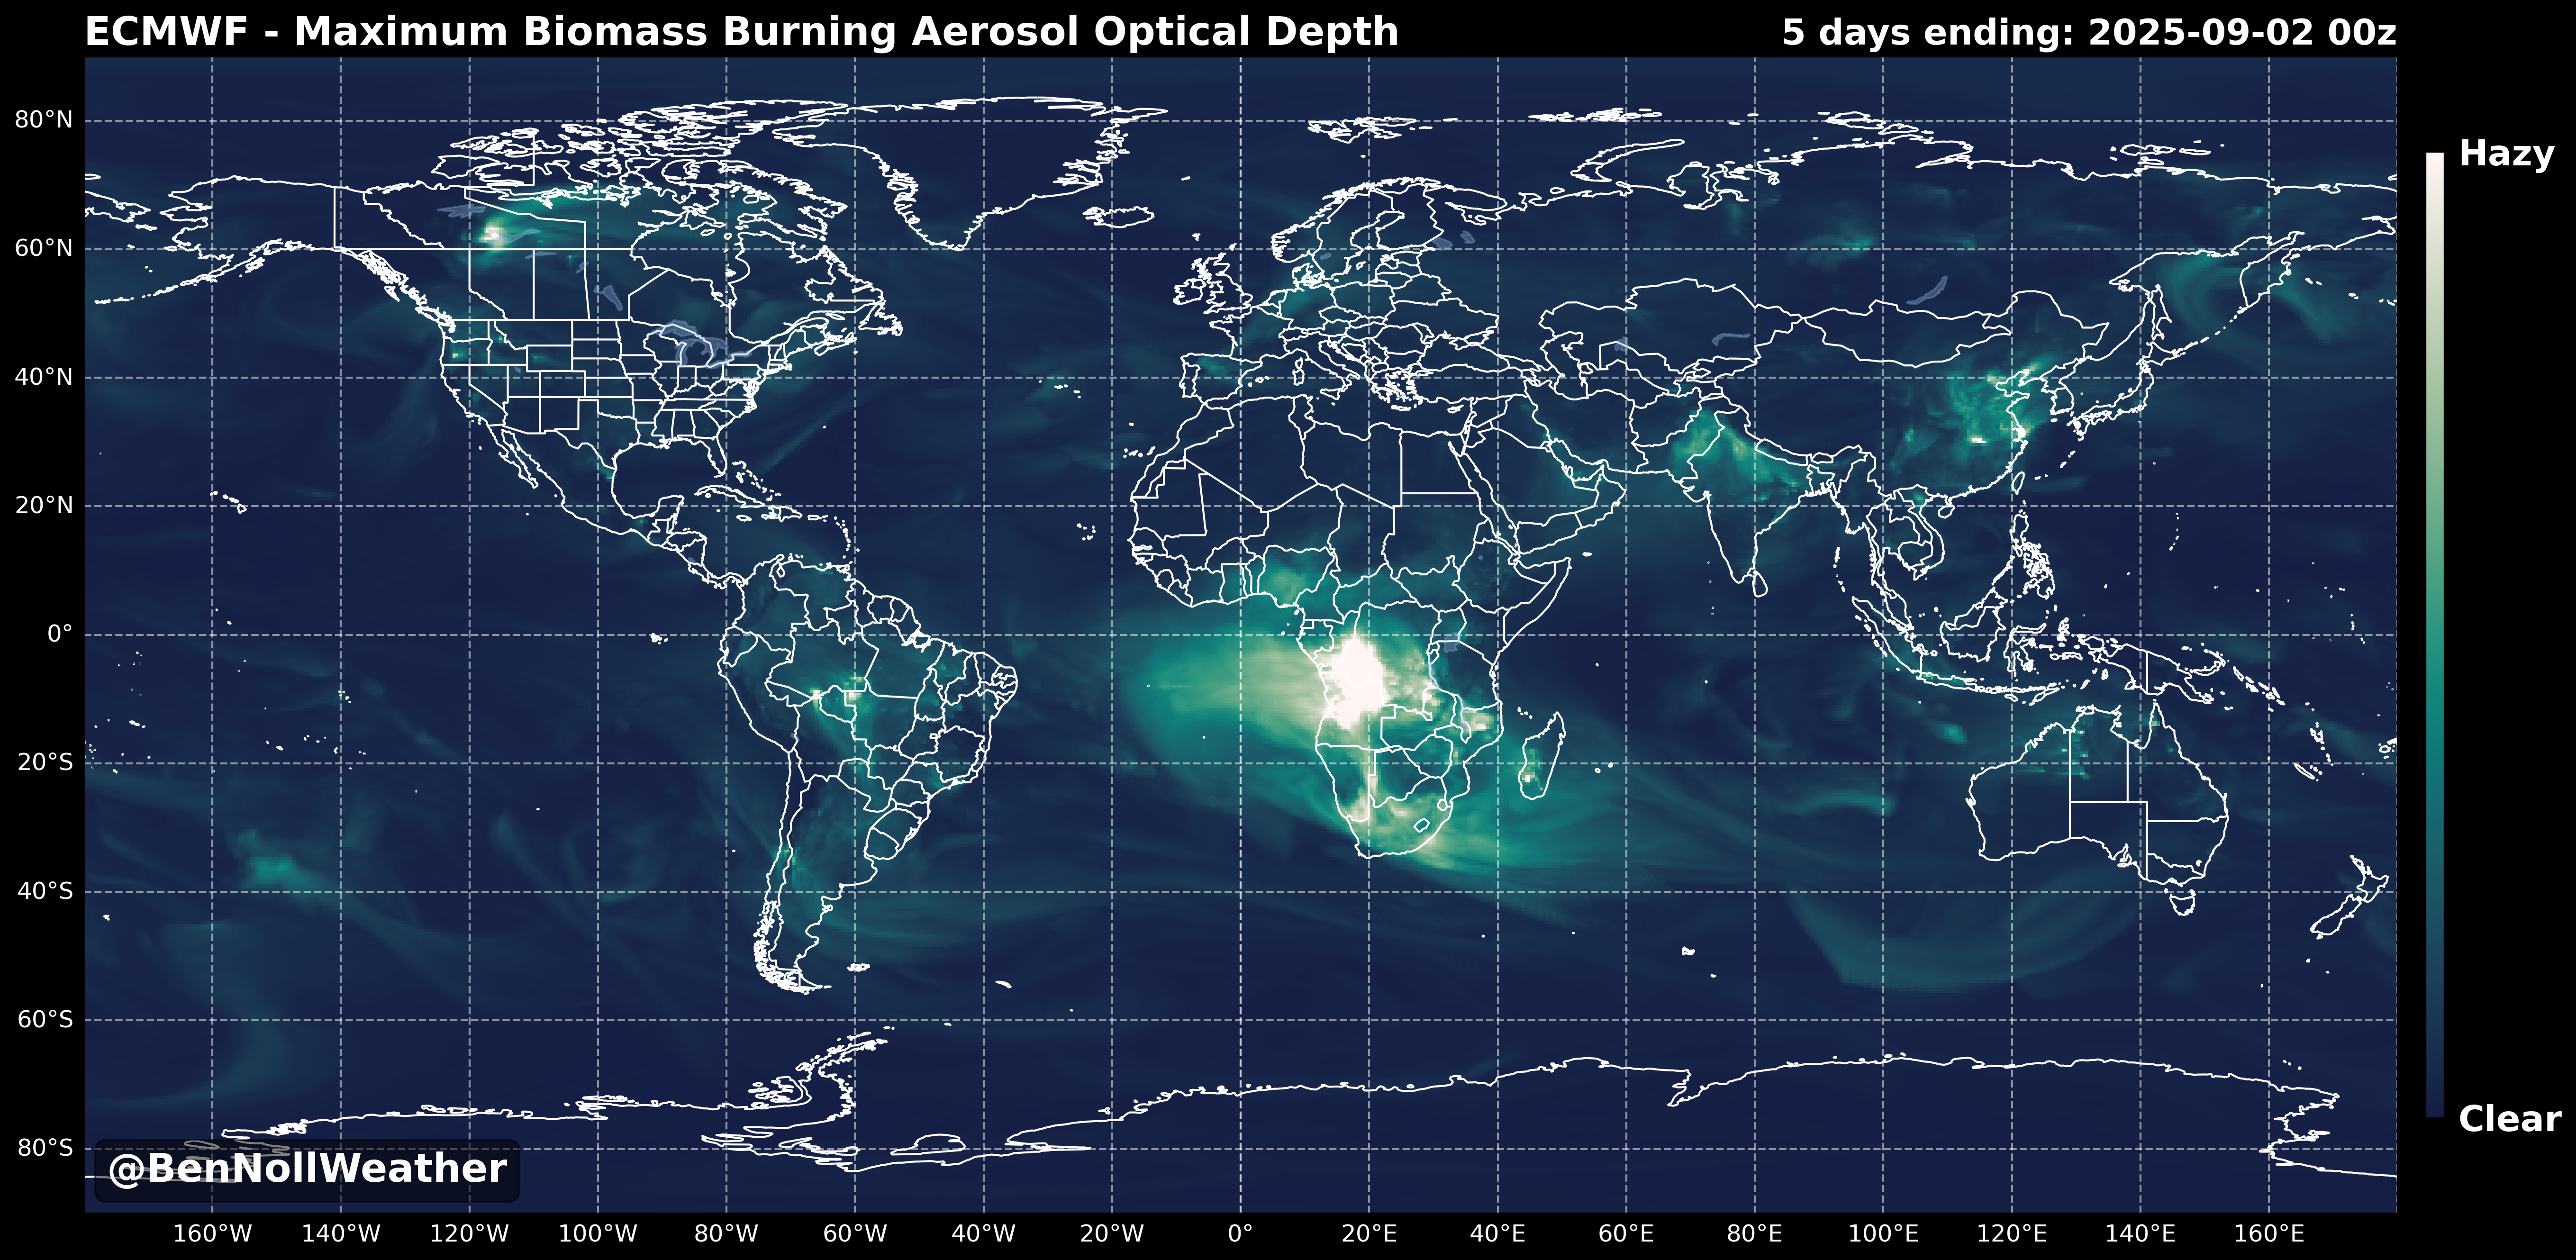 ECMWF - Maximum Biomass Burning Aerosol Optical Depth
5 days ending: 2025-09-02 00z
Hazy
80°N
60°N
40°N
20°N
0°
20°S
40°S
60°S
80°S
Clear
@BenNollWeather
160°W 140°W 120°W 100°W 80°W 60°W 40°W 20°W 0° 20°E 40°E 60°E 80°E 100°E 120°E 140°E 160°E